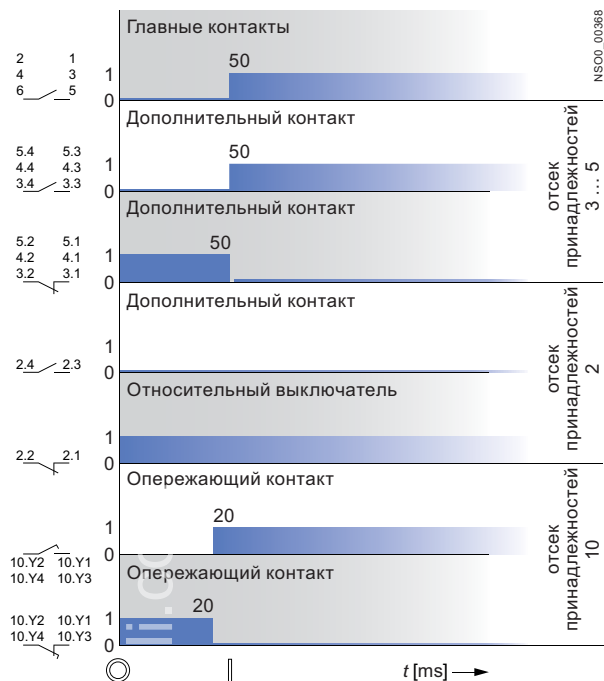 NSO0_00368
Главные контакты
2 1
4 3
6 5
50
1
0
Дополнительный контакт
5.4 5.3
4.4 4.3
3.4 3.3
50
1
0
Дополнительный контакт
5.2 5.1
4.2 4.1
3.2 3.1
50
1
0
отсек
принадлежностей
3 ... 5
Дополнительный контакт
2.4 2.3
1
0
Относительный выключатель
2.2 2.1
1
0
отсек
принадлежностей
2
Опережающий контакт
20
1
0
10.Y2 10.Y1
10.Y4 10.Y3
Опережающий контакт
20
10.Y2 10.Y1
10.Y4 10.Y3
1
0
отсек
принадлежностей
10
t [ms]